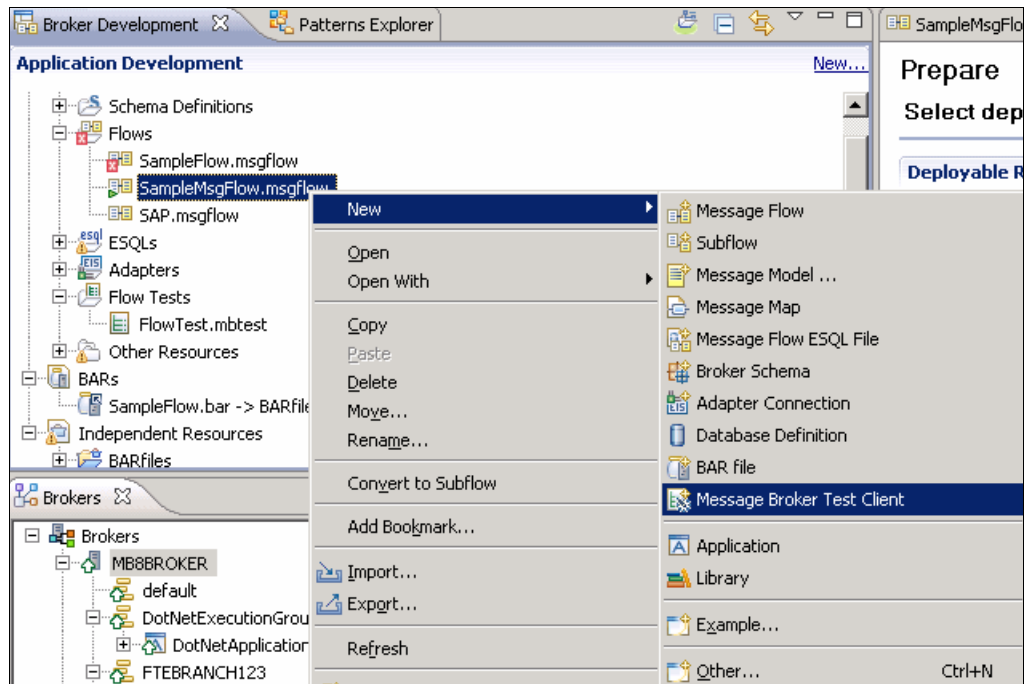 Broker Development
Patterns Explorer
SampleMsgFlo
Application Development
New...
Schema Definitions
Flows
SampleFlow.msgflow
SampleMsgFlow.msgflow
SAP.msgflow
esql ESQLs
EIS Adapters
Flow Tests
FlowTest.mbtest
Other Resources
BARs
SampleFlow.bar -> BARfile
Independent Resources
BARfiles
Brokers
Brokers
MB8BROKER
default
DotNetExecutionGrou
DotNetApplication
FTEBRANCH123
New
Open
Open With
Copy
Paste
Delete
Move...
Rename...
Convert to Subflow
Add Bookmark...
Import...
Export...
Refresh
Message Flow
Subflow
Message Model ...
Message Map
Message Flow ESQL File
Broker Schema
EIS Adapter Connection
Database Definition
BAR file
Message Broker Test Client
Application
Library
Example...
Other... Ctrl+N
Prepare
Select dep
Deployable R